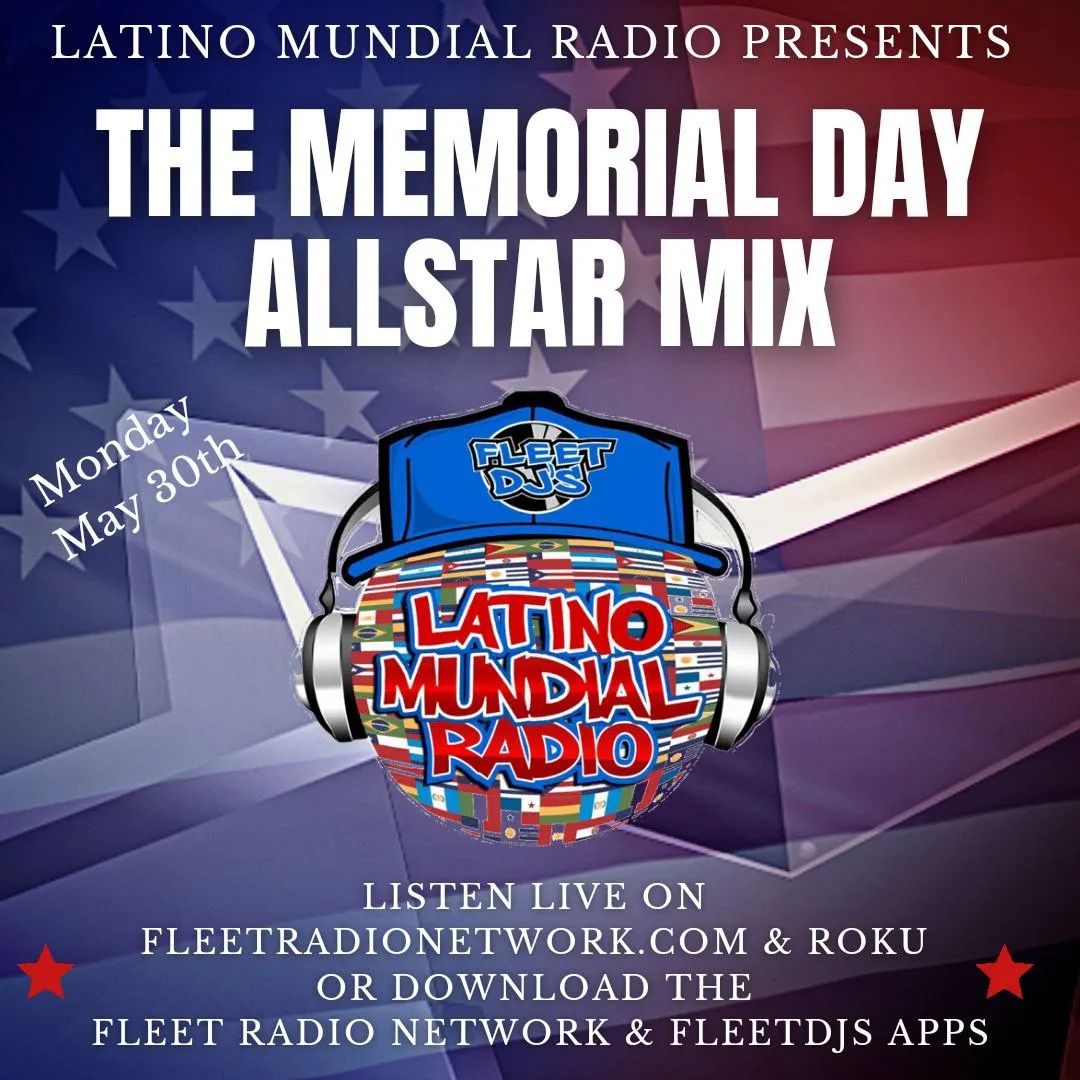 LATINO MUNDIAL RADIO PRESENTS
THE MEMORIAL DAY
ALLSTAR MIX
Monday
May 30th
FLEET
DJ'S
LATINO
MUNDIAL
RADIO
LISTEN LIVE ON
FLEETRADIONETWORK.COM & ROKU
OR DOWNLOAD THE
FLEET RADIO NETWORK & FLEETDJS APPS